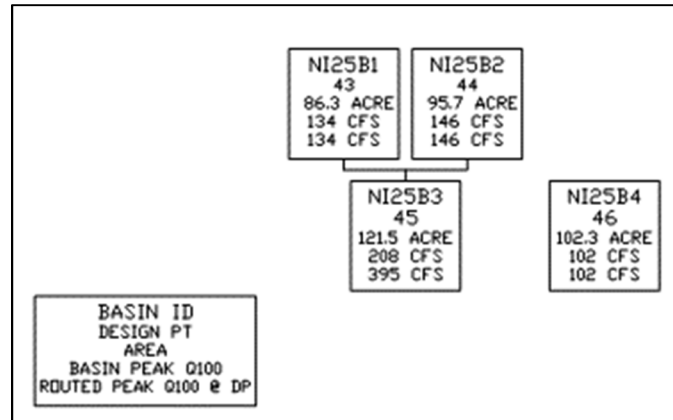 NI25B1
43
86.3 ACRE
134 CFS
134 CFS
NI25B2
44
95.7 ACRE
146 CFS
146 CFS
NI25B3
45
121.5 ACRE
208 CFS
395 CFS
NI25B4
46
102.3 ACRE
102 CFS
102 CFS
BASIN ID
DESIGN PT
AREA
BASIN PEAK Q100
ROUTED PEAK Q100 @ DP